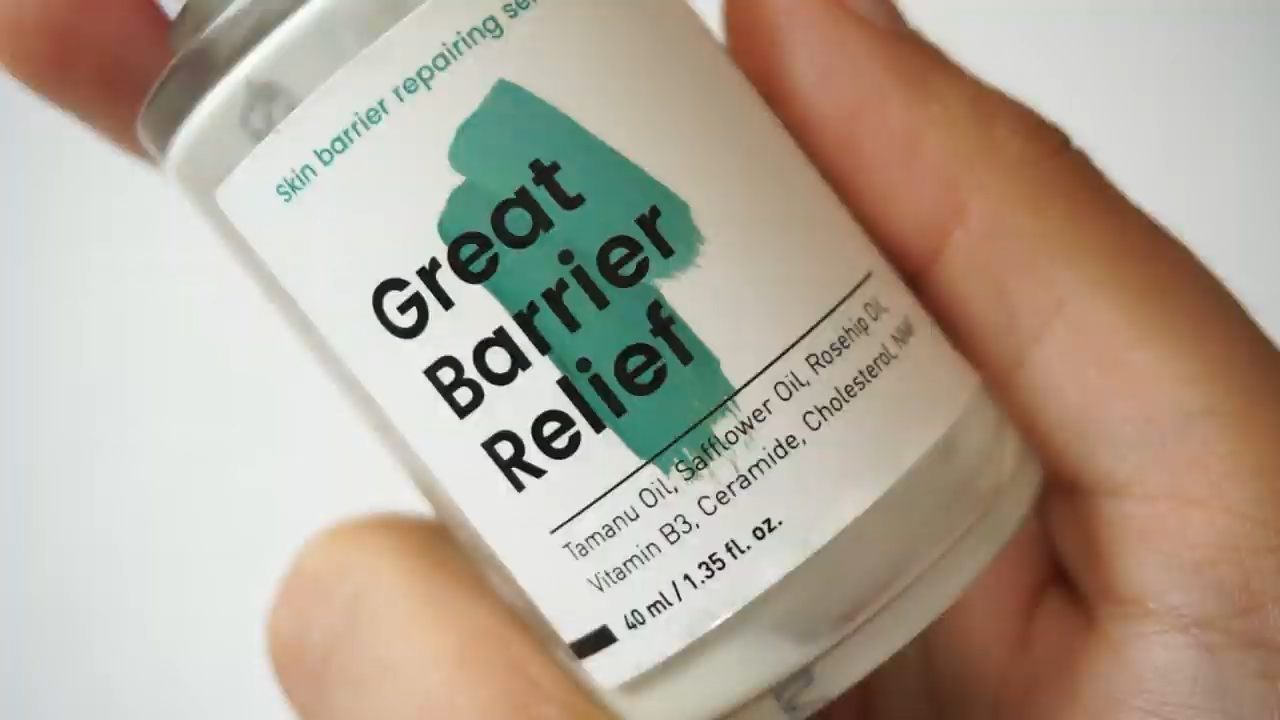 skin barrier repairing
Great
Barrier
Relief
Tamanu Oil, Safflower Oil, Rosehip Oil,
Vitamin B3, Ceramide, Cholesterol, NMF
40 ml / 1.35 fl. oz.